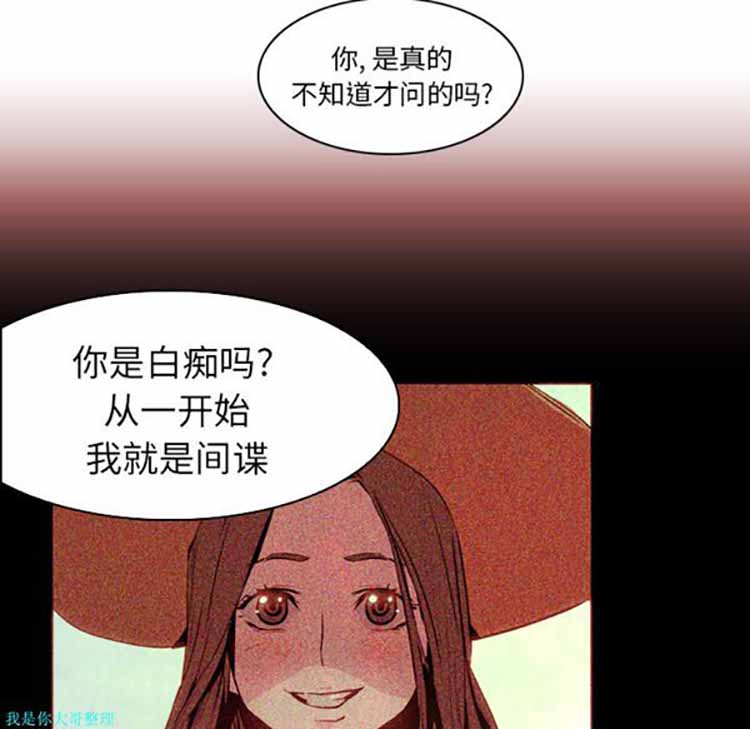 你, 是真的
不知道才问的吗?
你是白痴吗?
从一开始
我就是间谍
我是你大哥整理